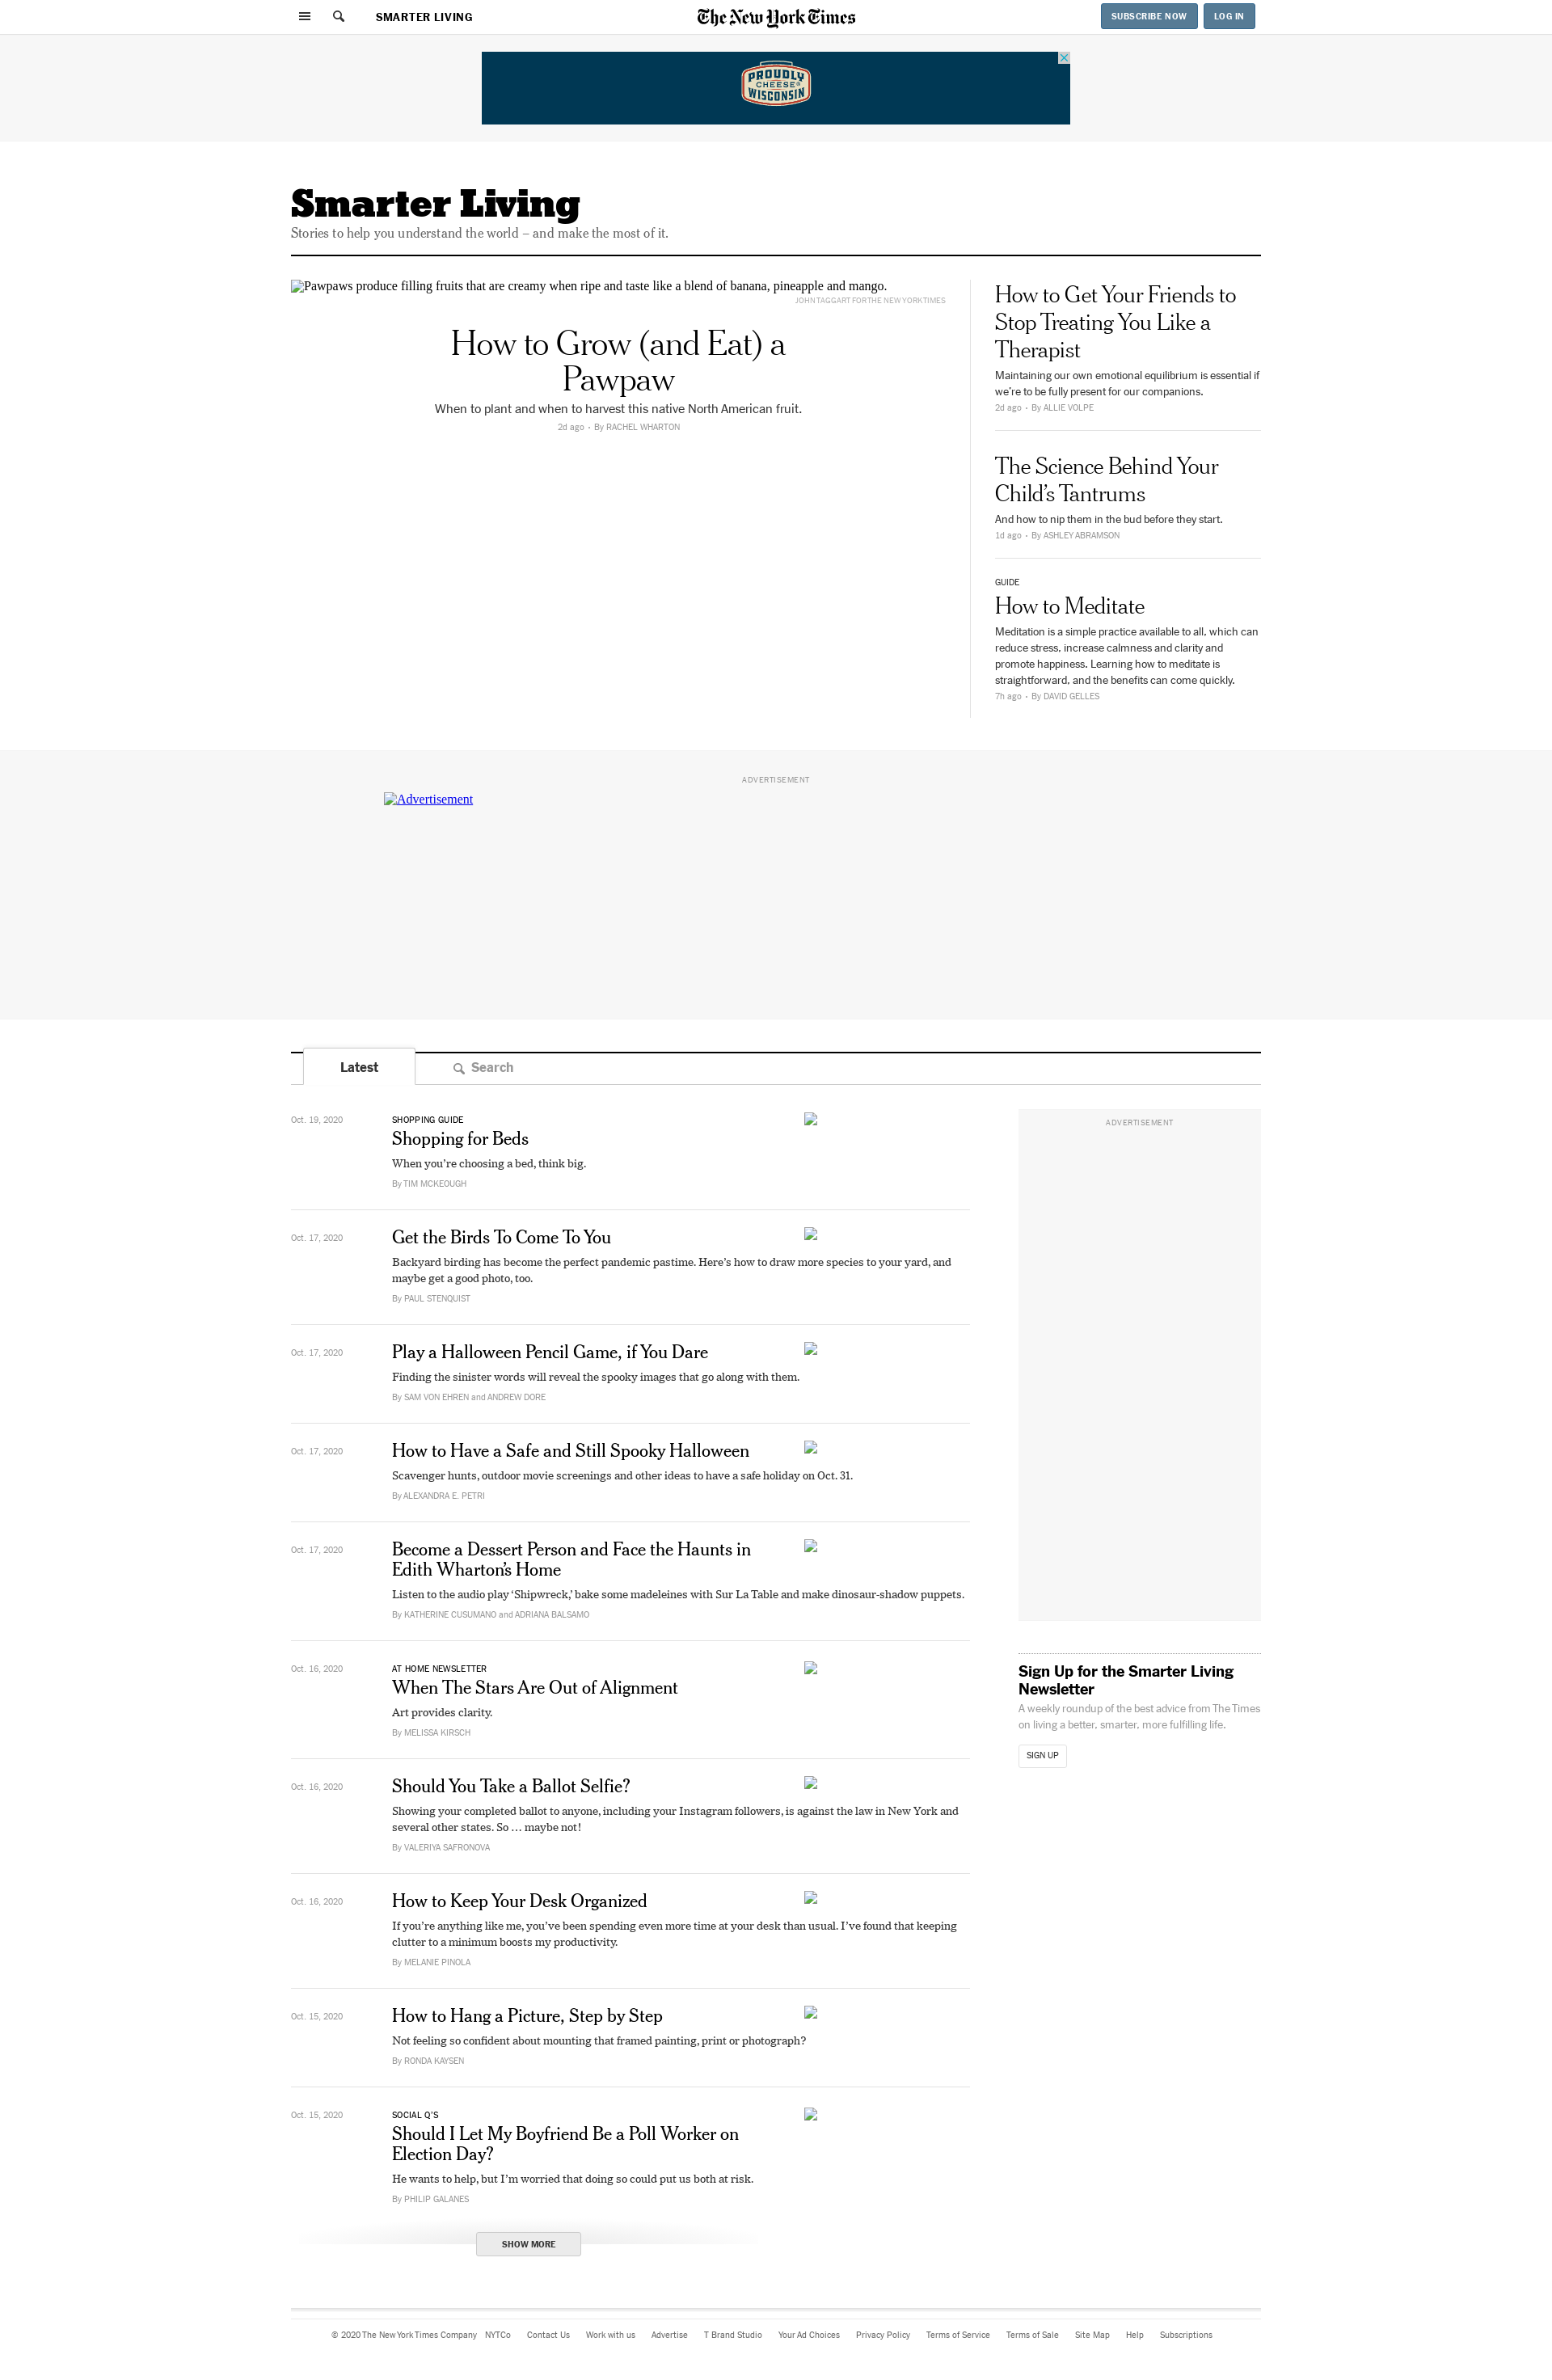 SMARTER LIVING
The New York Times
SUBSCRIBE NOW
LOG IN
PROUDLY
WISCONSIN
CHEESE®
Smarter Living
Stories to help you understand the world – and make the most of it.
Pawpaws produce filling fruits that are creamy when ripe and taste like a blend of banana, pineapple and mango.
JOHN TAGGART FOR THE NEW YORK TIMES
How to Grow (and Eat) a
Pawpaw
When to plant and when to harvest this native North American fruit.
2d ago • By RACHEL WHARTON
How to Get Your Friends to
Stop Treating You Like a
Therapist
Maintaining our own emotional equilibrium is essential if
we’re to be fully present for our companions.
2d ago • By ALLIE VOLPE
The Science Behind Your
Child’s Tantrums
And how to nip them in the bud before they start.
1d ago • By ASHLEY ABRAMSON
GUIDE
How to Meditate
Meditation is a simple practice available to all, which can
reduce stress, increase calmness and clarity and
promote happiness. Learning how to meditate is
straightforward, and the benefits can come quickly.
7h ago • By DAVID GELLES
ADVERTISEMENT
Advertisement
Latest
Search
Oct. 19, 2020
SHOPPING GUIDE
Shopping for Beds
When you’re choosing a bed, think big.
By TIM MCKEOUGH
Oct. 17, 2020
Get the Birds To Come To You
Backyard birding has become the perfect pandemic pastime. Here’s how to draw more species to your yard, and
maybe get a good photo, too.
By PAUL STENQUIST
Oct. 17, 2020
Play a Halloween Pencil Game, if You Dare
Finding the sinister words will reveal the spooky images that go along with them.
By SAM VON EHREN and ANDREW DORE
Oct. 17, 2020
How to Have a Safe and Still Spooky Halloween
Scavenger hunts, outdoor movie screenings and other ideas to have a safe holiday on Oct. 31.
By ALEXANDRA E. PETRI
Oct. 17, 2020
Become a Dessert Person and Face the Haunts in
Edith Wharton’s Home
Listen to the audio play ‘Shipwreck,’ bake some madeleines with Sur La Table and make dinosaur-shadow puppets.
By KATHERINE CUSUMANO and ADRIANA BALSAMO
Oct. 16, 2020
AT HOME NEWSLETTER
When The Stars Are Out of Alignment
Art provides clarity.
By MELISSA KIRSCH
Oct. 16, 2020
Should You Take a Ballot Selfie?
Showing your completed ballot to anyone, including your Instagram followers, is against the law in New York and
several other states. So … maybe not!
By VALERIYA SAFRONOVA
Oct. 16, 2020
How to Keep Your Desk Organized
If you’re anything like me, you’ve been spending even more time at your desk than usual. I’ve found that keeping
clutter to a minimum boosts my productivity.
By MELANIE PINOLA
Oct. 15, 2020
How to Hang a Picture, Step by Step
Not feeling so confident about mounting that framed painting, print or photograph?
By RONDA KAYSEN
Oct. 15, 2020
SOCIAL Q’S
Should I Let My Boyfriend Be a Poll Worker on
Election Day?
He wants to help, but I’m worried that doing so could put us both at risk.
By PHILIP GALANES
SHOW MORE
ADVERTISEMENT
Sign Up for the Smarter Living
Newsletter
A weekly roundup of the best advice from The Times
on living a better, smarter, more fulfilling life.
SIGN UP
© 2020 The New York Times Company NYTCo Contact Us Work with us Advertise T Brand Studio Your Ad Choices Privacy Policy Terms of Service Terms of Sale Site Map Help Subscriptions